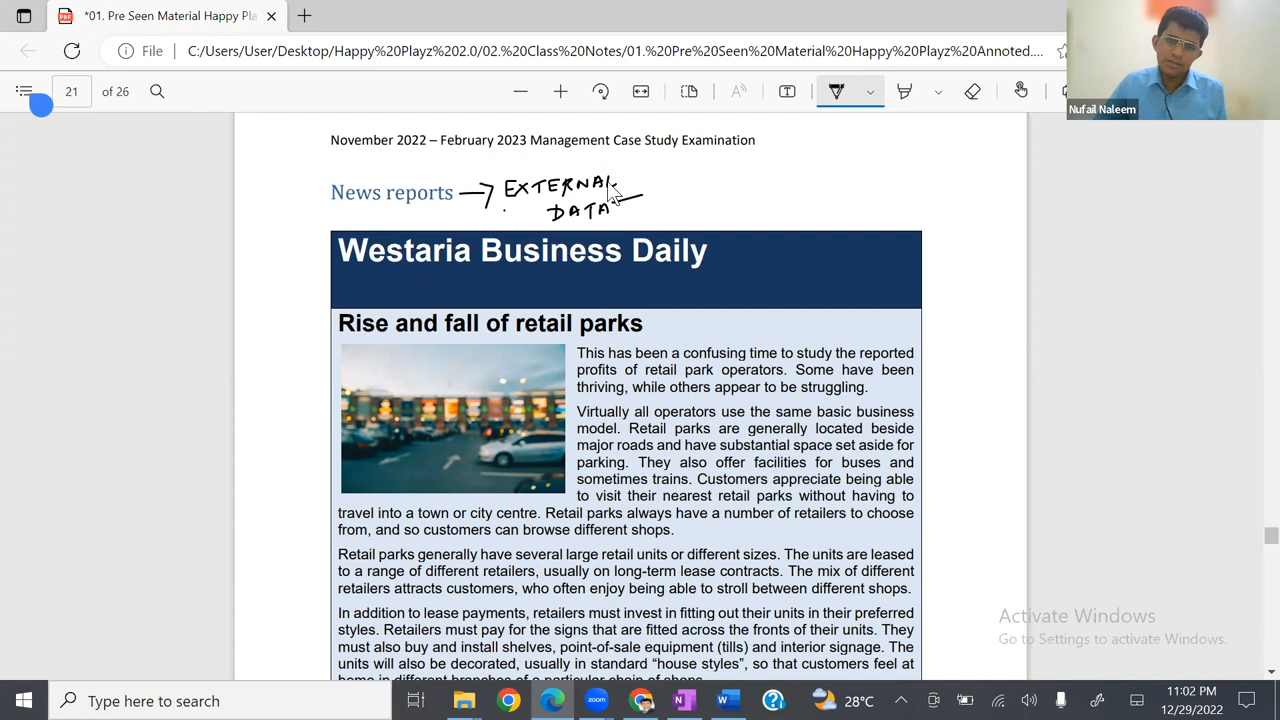 *01. Pre Seen Material Happy Pla
File
C:/Users/User/Desktop/Happy%20Playz%202.0/02.%20Class%20Notes/01.%20Pre%20Seen%20Material%20Happy%20Playz%20Annoted....
21 of 26
Nufail Naleem
November 2022 – February 2023 Management Case Study Examination
News reports
EXTERNAL
DATA
Westaria Business Daily
Rise and fall of retail parks
This has been a confusing time to study the reported
profits of retail park operators. Some have been
thriving, while others appear to be struggling.
Virtually all operators use the same basic business
model. Retail parks are generally located beside
major roads and have substantial space set aside for
parking. They also offer facilities for buses and
sometimes trains. Customers appreciate being able
to visit their nearest retail parks without having to
travel into a town or city centre. Retail parks always have a number of retailers to choose
from, and so customers can browse different shops.
Retail parks generally have several large retail units or different sizes. The units are leased
to a range of different retailers, usually on long-term lease contracts. The mix of different
retailers attracts customers, who often enjoy being able to stroll between different shops.
In addition to lease payments, retailers must invest in fitting out their units in their preferred
styles. Retailers must pay for the signs that are fitted across the fronts of their units. They
must also buy and install shelves, point-of-sale equipment (tills) and interior signage. The
units will also be decorated, usually in standard “house styles”, so that customers feel at
home in different branches of a particular chain of shops.
Activate Windows
Go to Settings to activate Windows.
Type here to search
28°C
11:02 PM
12/29/2022